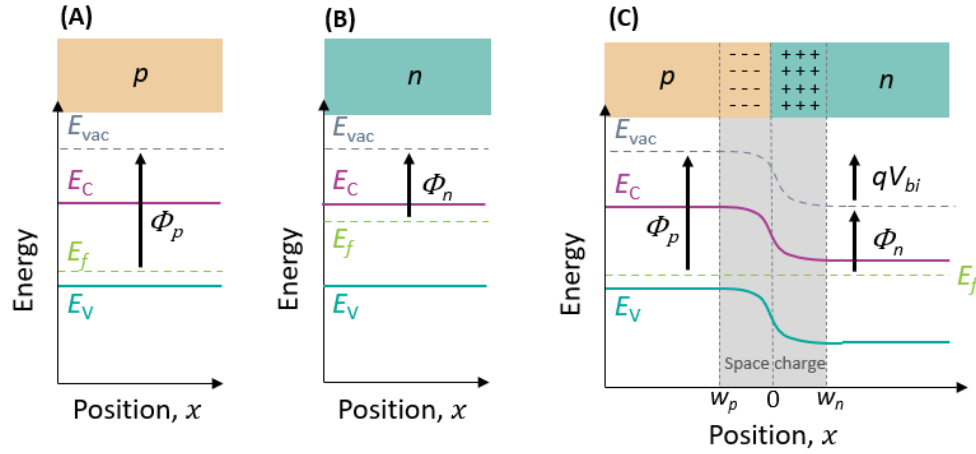 (A)
p
E_vac
E_C
Φ_p
E_f
E_V
Energy
Position, x
(B)
n
E_vac
E_C
Φ_n
E_f
E_V
Energy
Position, x
(C)
p
- - -
- - -
- - -
- - -
+ + +
+ + +
+ + +
+ + +
n
E_vac
qV_bi
E_C
Φ_p
Φ_n
E_f
E_V
Energy
Space charge
w_p 0 w_n
Position, x